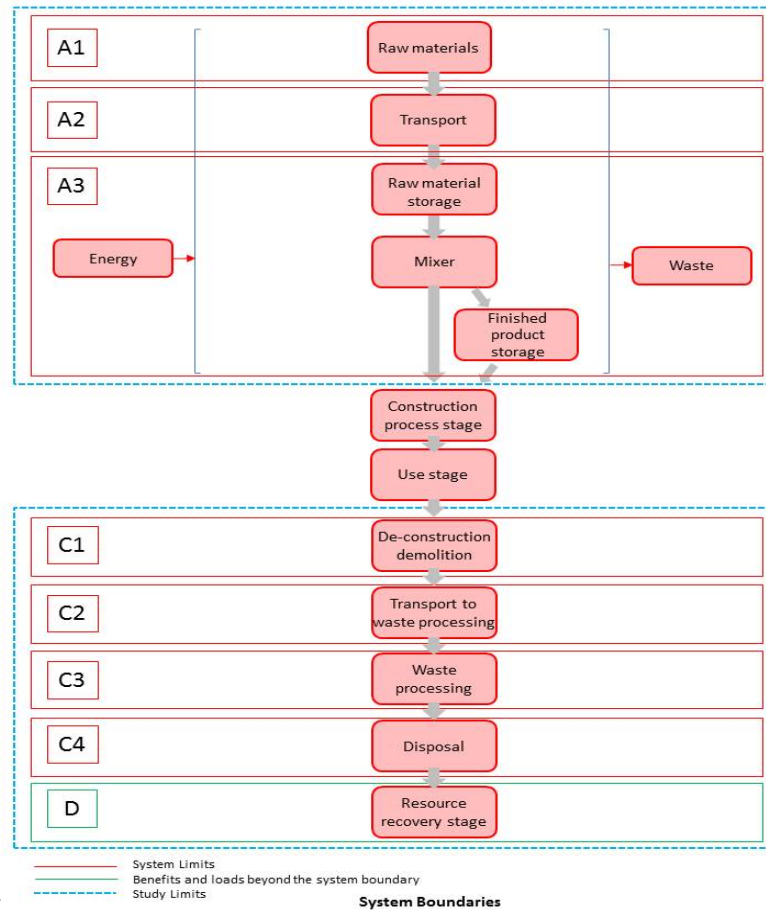 A1
Raw materials
A2
Transport
A3
Raw material
storage
Energy
Mixer
Waste
Finished
product
storage
Construction
process stage
Use stage
C1
De-construction
demolition
C2
Transport to
waste processing
C3
Waste
processing
C4
Disposal
D
Resource
recovery stage
System Limits
Benefits and loads beyond the system boundary
Study Limits
System Boundaries